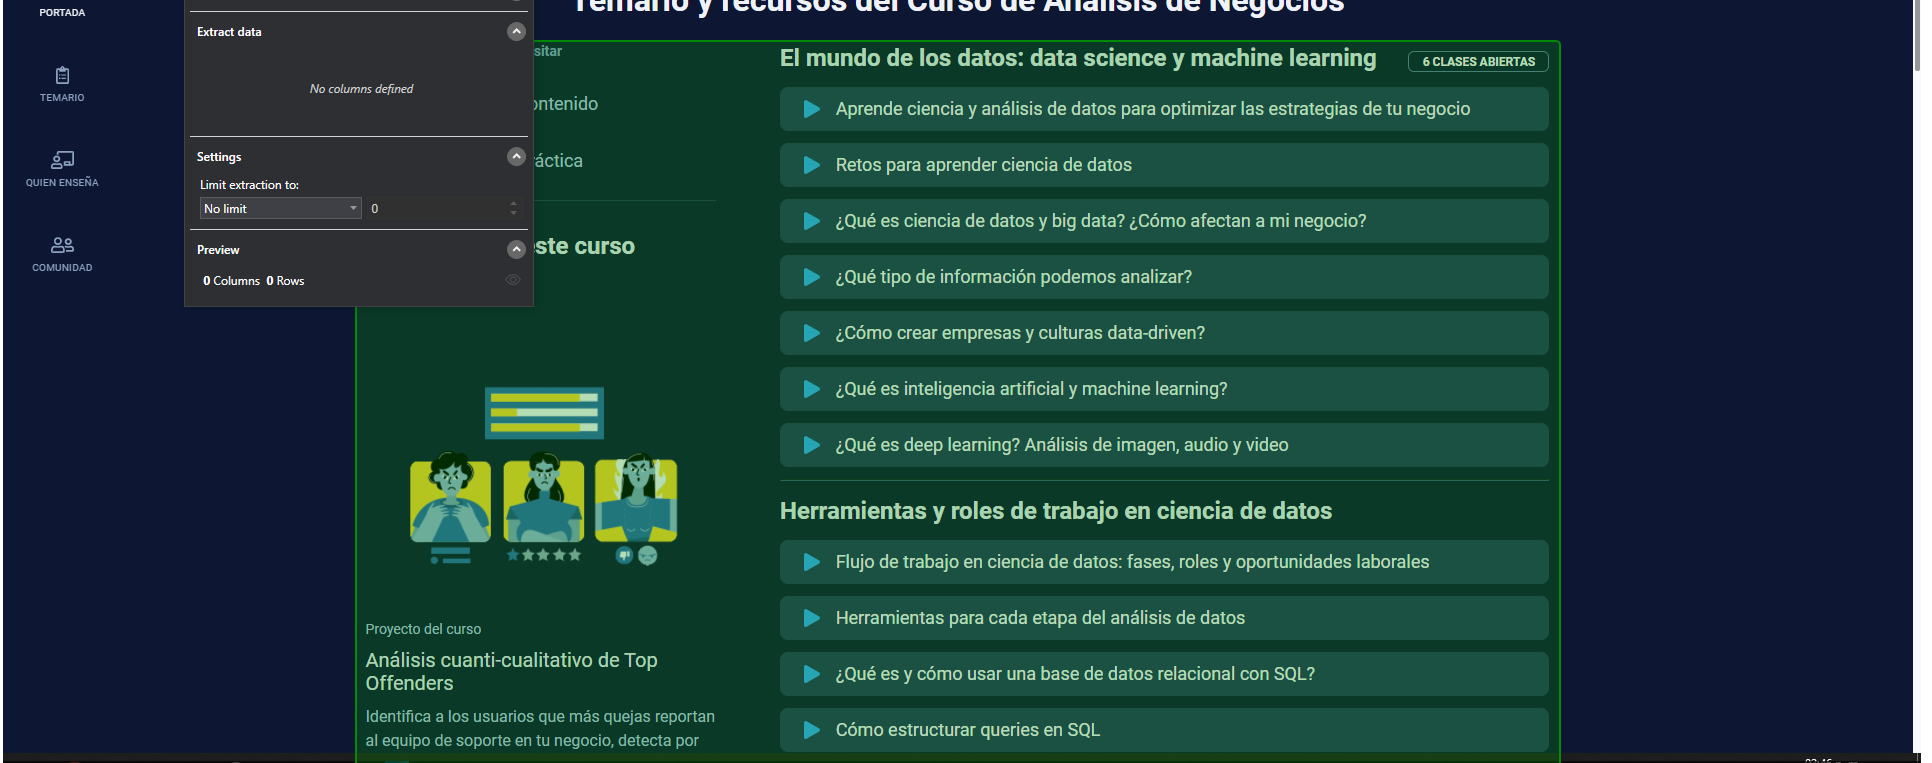 Temario y recursos del Curso de Análisis de Negocios
PORTADA
TEMARIO
QUIEN ENSEÑA
COMUNIDAD
Extract data
No columns defined
Settings
Limit extraction to:
No limit
0
Preview
0 Columns 0 Rows
este curso
Proyecto del curso
Análisis cuanti-cualitativo de Top
Offenders
Identifica a los usuarios que más quejas reportan
al equipo de soporte en tu negocio, detecta por
El mundo de los datos: data science y machine learning
6 CLASES ABIERTAS
Aprende ciencia y análisis de datos para optimizar las estrategias de tu negocio
Retos para aprender ciencia de datos
¿Qué es ciencia de datos y big data? ¿Cómo afectan a mi negocio?
¿Qué tipo de información podemos analizar?
¿Cómo crear empresas y culturas data-driven?
¿Qué es inteligencia artificial y machine learning?
¿Qué es deep learning? Análisis de imagen, audio y video
Herramientas y roles de trabajo en ciencia de datos
Flujo de trabajo en ciencia de datos: fases, roles y oportunidades laborales
Herramientas para cada etapa del análisis de datos
¿Qué es y cómo usar una base de datos relacional con SQL?
Cómo estructurar queries en SQL